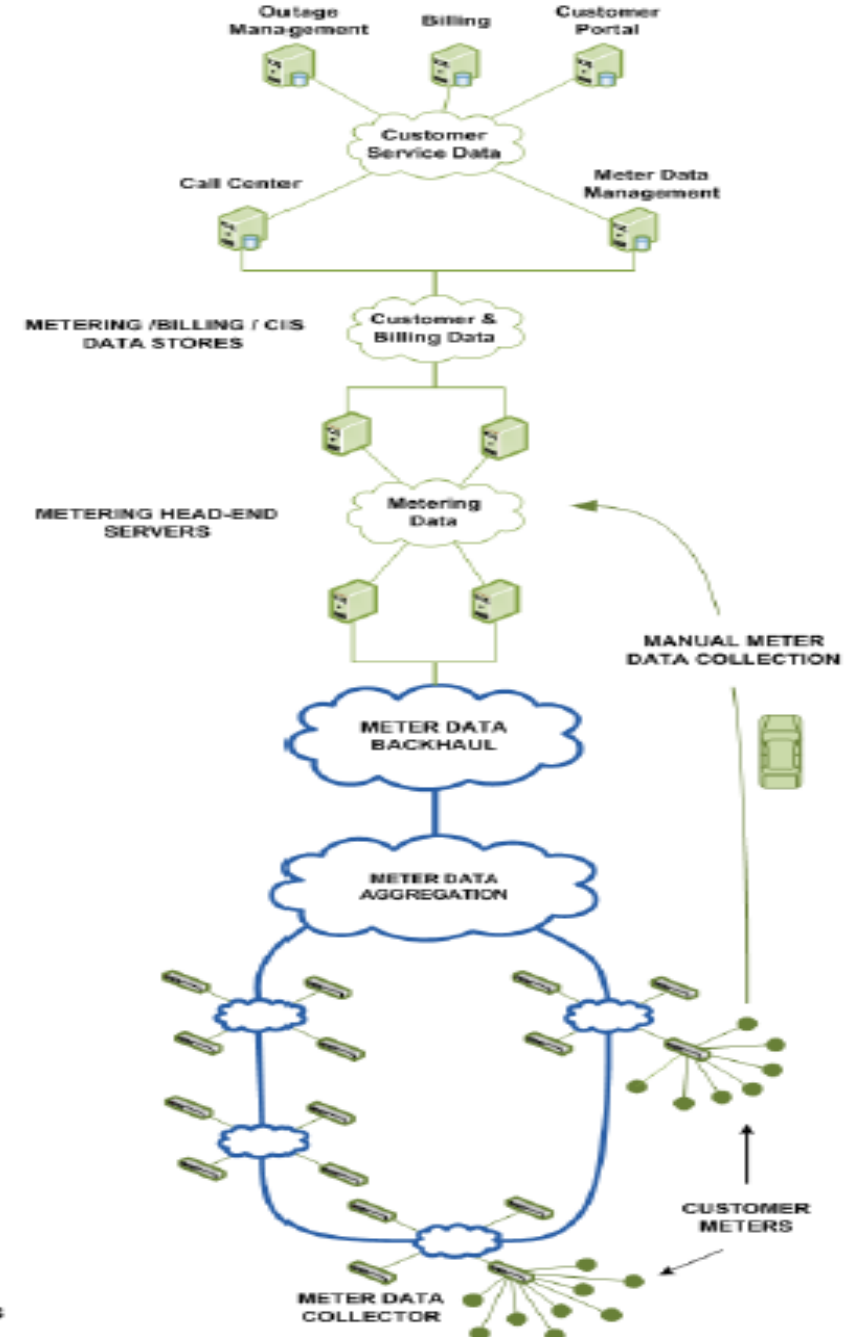 Outage
Management
Billing
Customer
Portal
Customer
Service Data
Call Center
Meter Data
Management
METERING /BILLING / CIS
DATA STORES
Customer &
Billing Data
METERING HEAD-END
SERVERS
Metering
Data
MANUAL METER
DATA COLLECTION
METER DATA
BACKHAUL
METER DATA
AGGREGATION
CUSTOMER
METERS
METER DATA
COLLECTOR